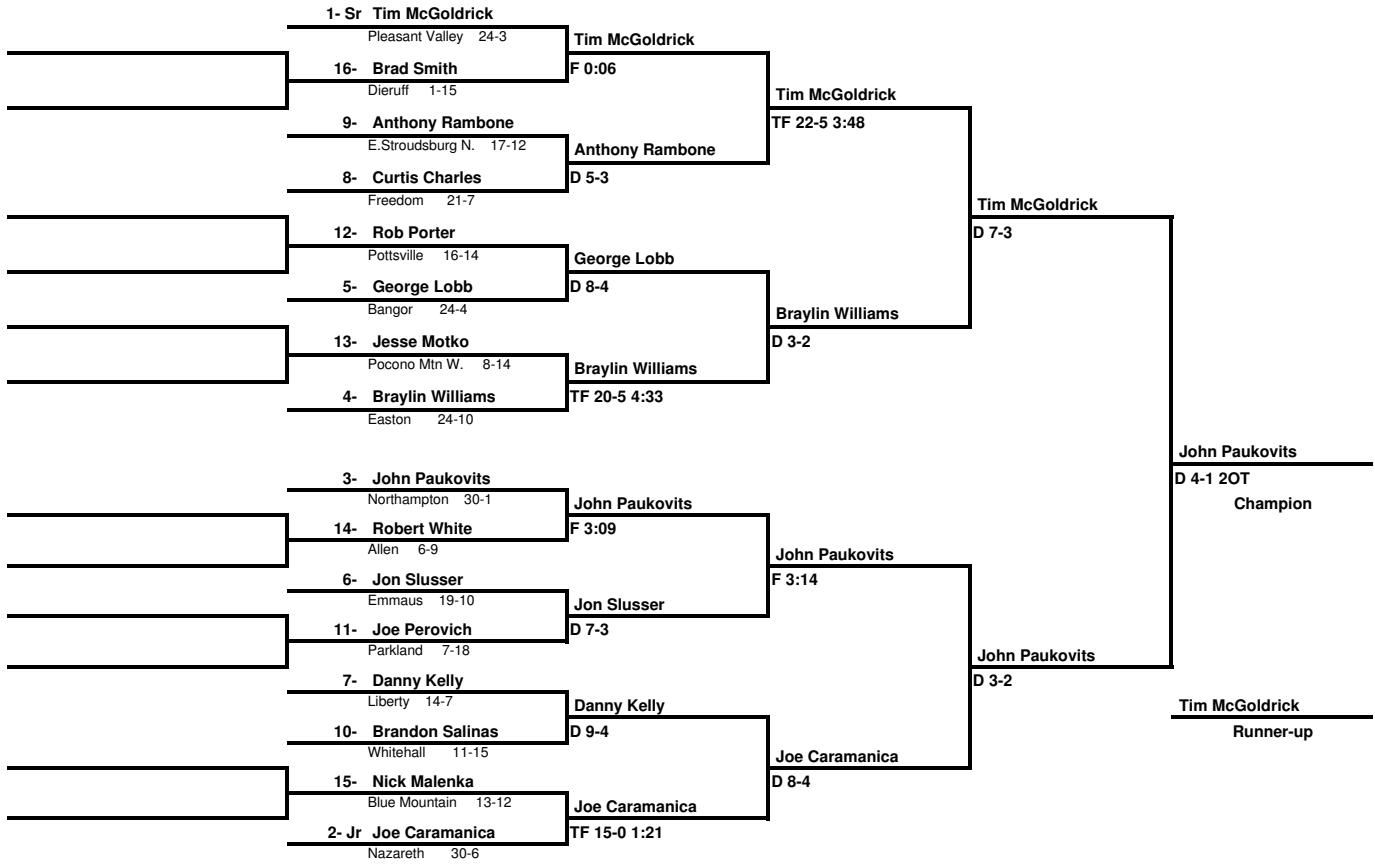 1- Sr Tim McGoldrick
Pleasant Valley 24-3
16- Brad Smith
Dieruff 1-15
9- Anthony Rambone
E.Stroudsburg N. 17-12
8- Curtis Charles
Freedom 21-7
12- Rob Porter
Pottsville 16-14
5- George Lobb
Bangor 24-4
13- Jesse Motko
Pocono Mtn W. 8-14
4- Braylin Williams
Easton 24-10
3- John Paukovits
Northampton 30-1
14- Robert White
Allen 6-9
6- Jon Slusser
Emmaus 19-10
11- Joe Perovich
Parkland 7-18
7- Danny Kelly
Liberty 14-7
10- Brandon Salinas
Whitehall 11-15
15- Nick Malenka
Blue Mountain 13-12
2- Jr Joe Caramanica
Nazareth 30-6
Tim McGoldrick
F 0:06
Anthony Rambone
D 5-3
George Lobb
D 8-4
Braylin Williams
TF 20-5 4:33
John Paukovits
F 3:09
Jon Slusser
D 7-3
Danny Kelly
D 9-4
Joe Caramanica
TF 15-0 1:21
Tim McGoldrick
TF 22-5 3:48
Braylin Williams
D 3-2
John Paukovits
F 3:14
Joe Caramanica
D 8-4
Tim McGoldrick
D 7-3
John Paukovits
D 3-2
John Paukovits
D 4-1 2OT
Champion
Tim McGoldrick
Runner-up